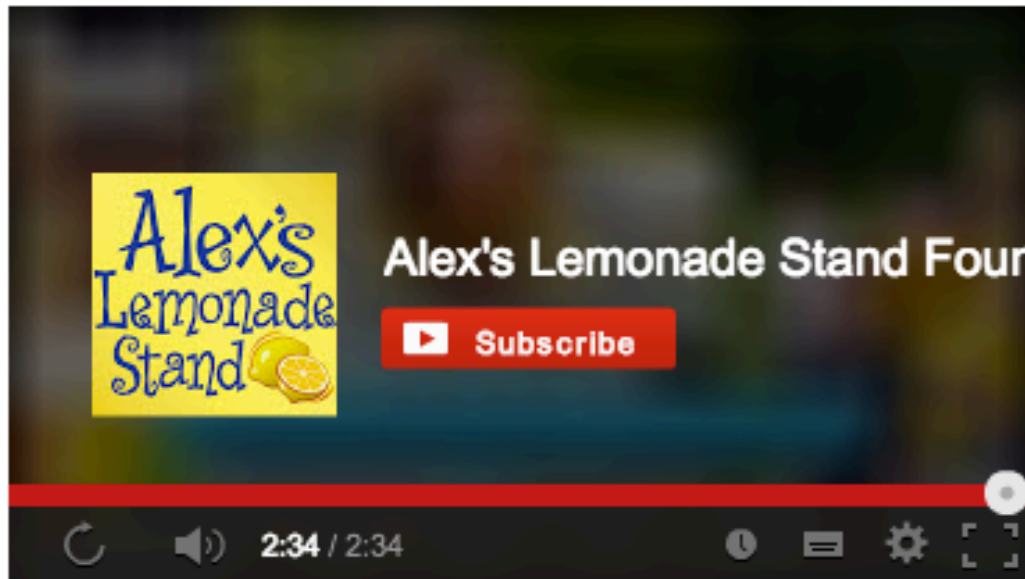 Alex's
Lemonade
Stand
Alex's Lemonade Stand Four
Subscribe
2:34 / 2:34